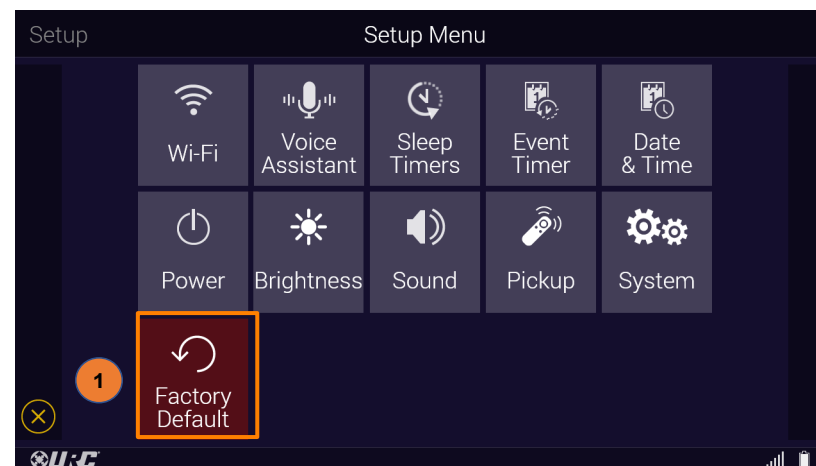 Setup
Setup Menu
Wi-Fi
Voice
Assistant
Sleep
Timers
Event
Timer
Date
& Time
Power
Brightness
Sound
Pickup
System
1
Factory
Default
URC